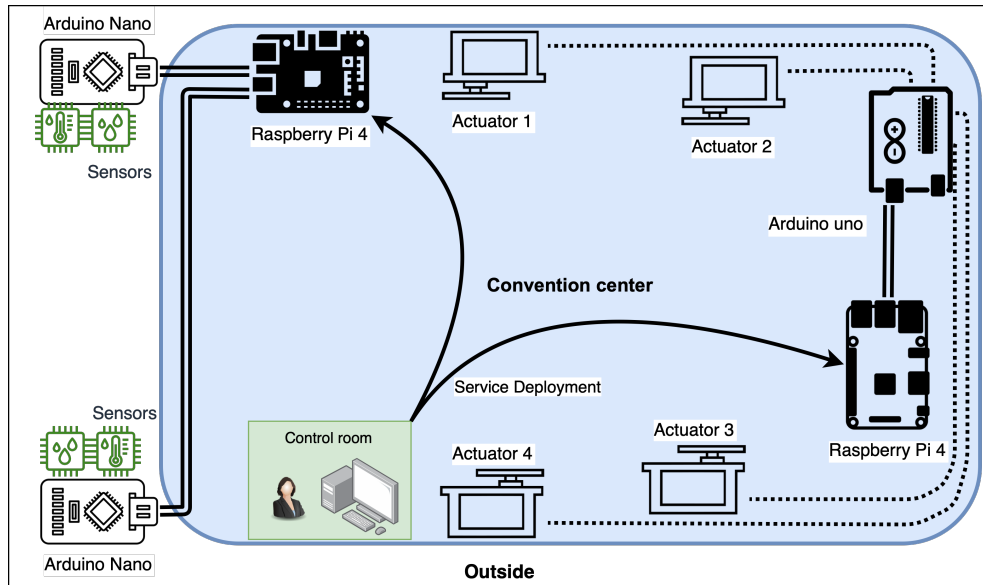 Arduino Nano
Sensors
Raspberry Pi 4
Actuator 1
Actuator 2
Arduino uno
Convention center
Service Deployment
Raspberry Pi 4
Sensors
Control room
Actuator 4
Actuator 3
Arduino Nano
Outside